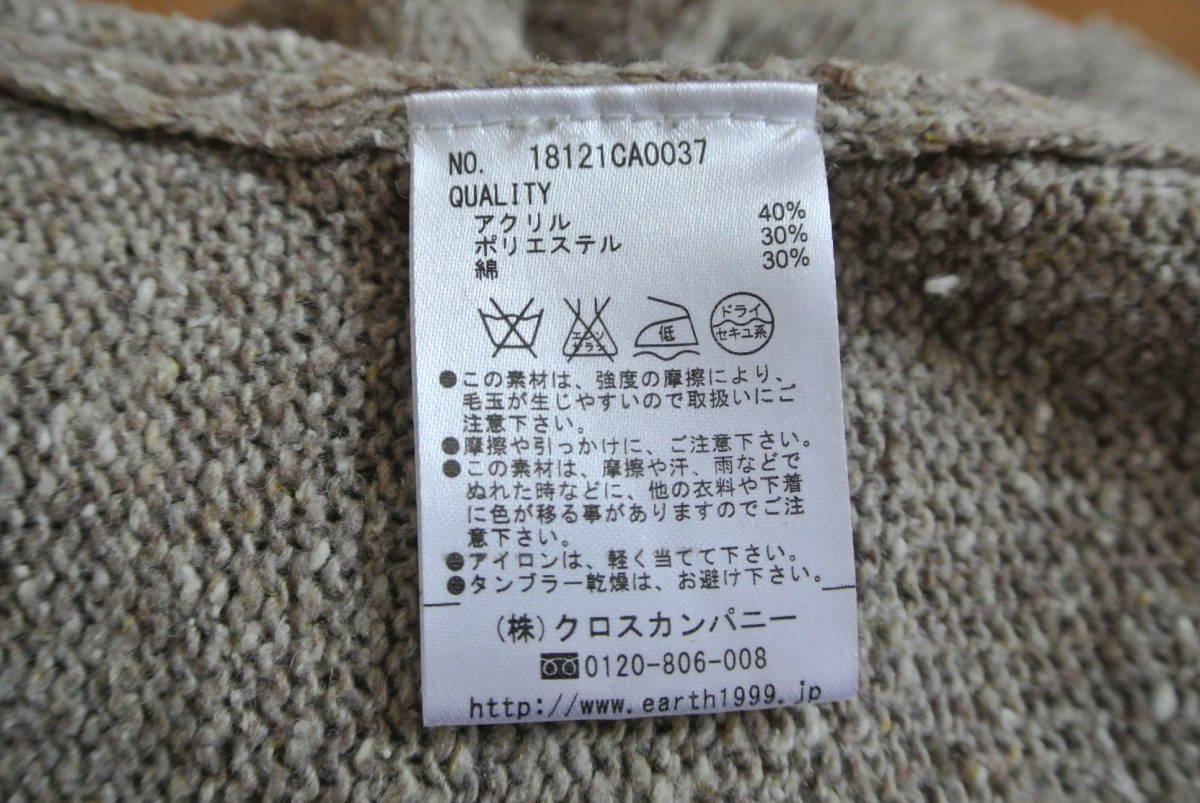 NO. 18121CA0037
QUALITY
アクリル 40%
ポリエステル 30%
綿 30%
エンソ サラシ 低 ドライ セキユ系
●この素材は、強度の摩擦により、
毛玉が生じやすいので取扱いにご
注意下さい。
●摩擦や引っかけに、ご注意下さい。
●この素材は、摩擦や汗、雨などで
ぬれた時などに、他の衣料や下着
に色が移る事がありますのでご注
意下さい。
●アイロンは、軽く当てて下さい。
●タンブラー乾燥は、お避け下さい。
(株)クロスカンパニー
0120-806-008
http://www.earth1999.jp